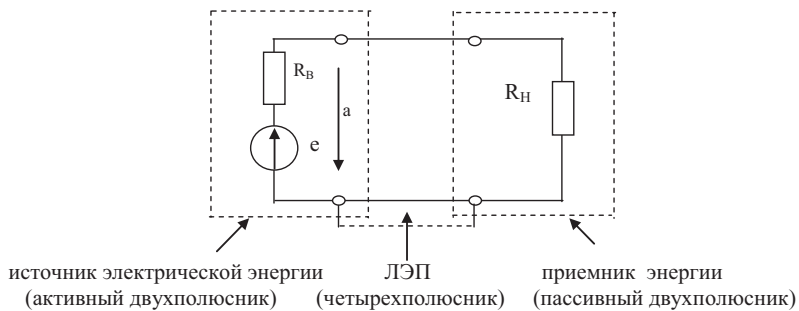 R_B
R_H
a
e
источник электрической энергии
(активный двухполюсник)
ЛЭП
(четырехполюсник)
приемник энергии
(пассивный двухполюсник)